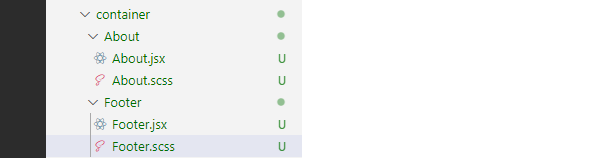 container
About
About.jsx U
About.scss U
Footer
Footer.jsx U
Footer.scss U